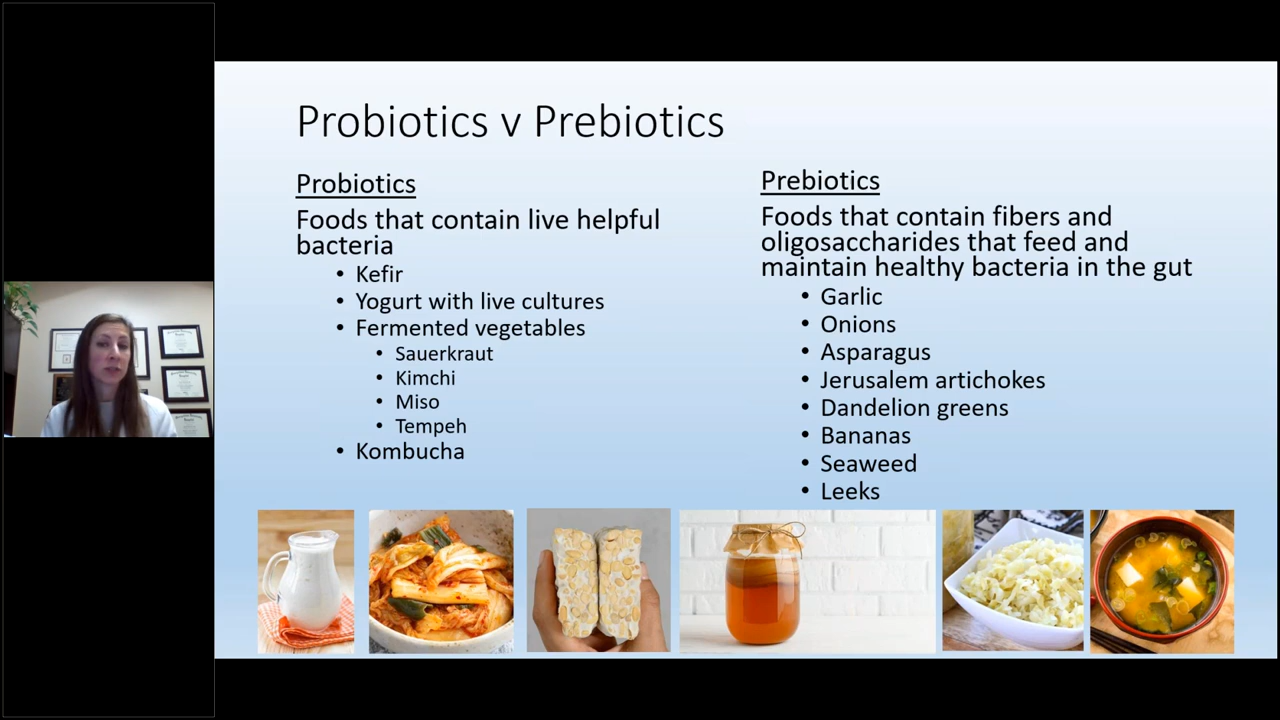 Probiotics v Prebiotics
Probiotics
Foods that contain live helpful
bacteria
• Kefir
• Yogurt with live cultures
• Fermented vegetables
• Sauerkraut
• Kimchi
• Miso
• Tempeh
• Kombucha
Prebiotics
Foods that contain fibers and
oligosaccharides that feed and
maintain healthy bacteria in the gut
• Garlic
• Onions
• Asparagus
• Jerusalem artichokes
• Dandelion greens
• Bananas
• Seaweed
• Leeks